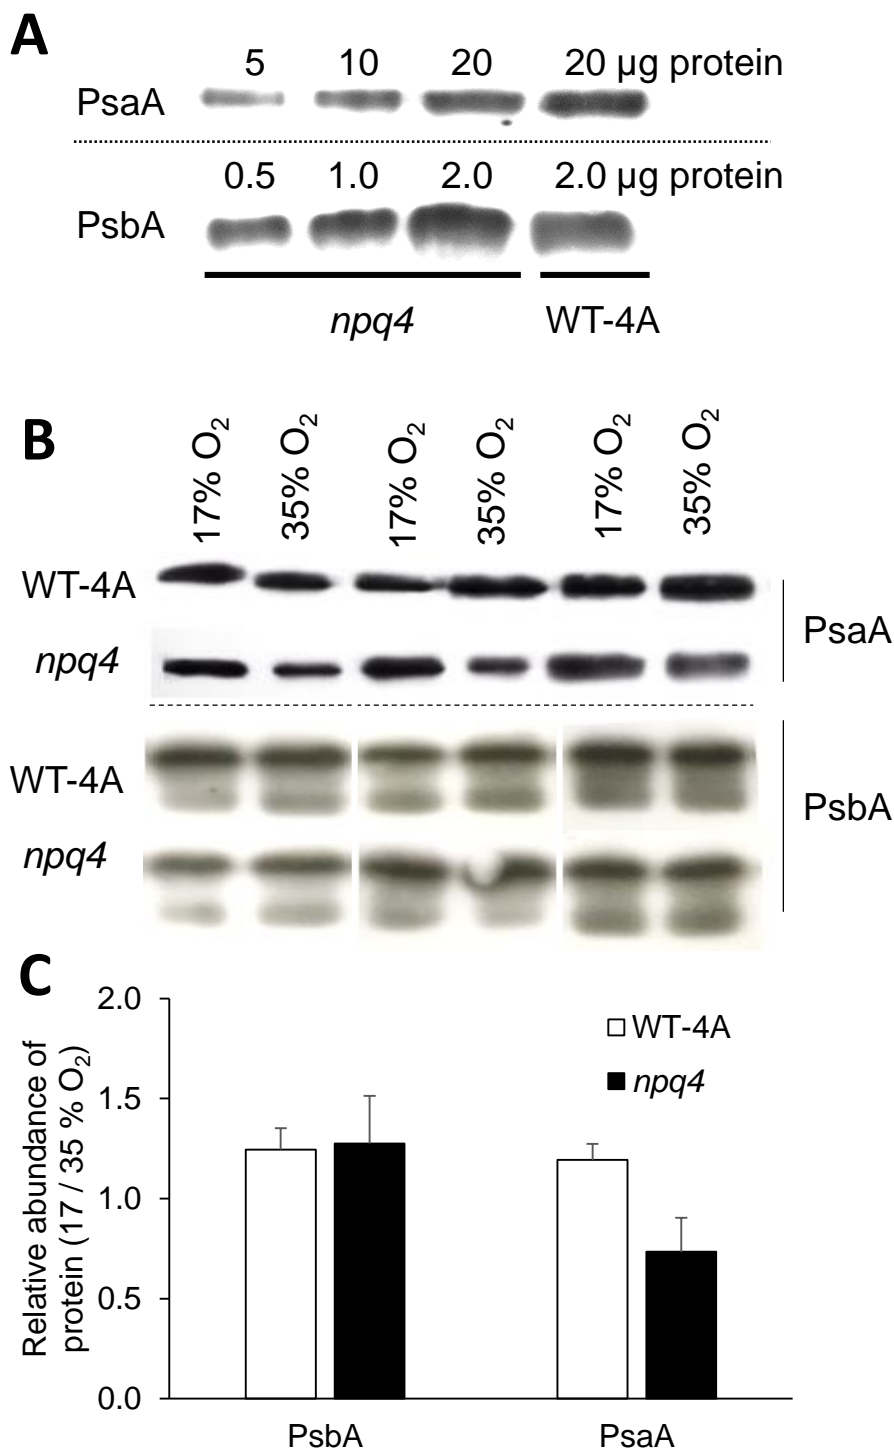 A
5 10 20 20 µg protein
PsaA
0.5 1.0 2.0 2.0 µg protein
PsbA
npq4 WT-4A
B
17% O₂ 35% O₂ 17% O₂ 35% O₂ 17% O₂ 35% O₂
WT-4A
PsaA
npq4
WT-4A
PsbA
npq4
C
Relative abundance of
protein (17 / 35 % O₂)
2.0
1.5
1.0
0.5
0.0
WT-4A
npq4
PsbA PsaA